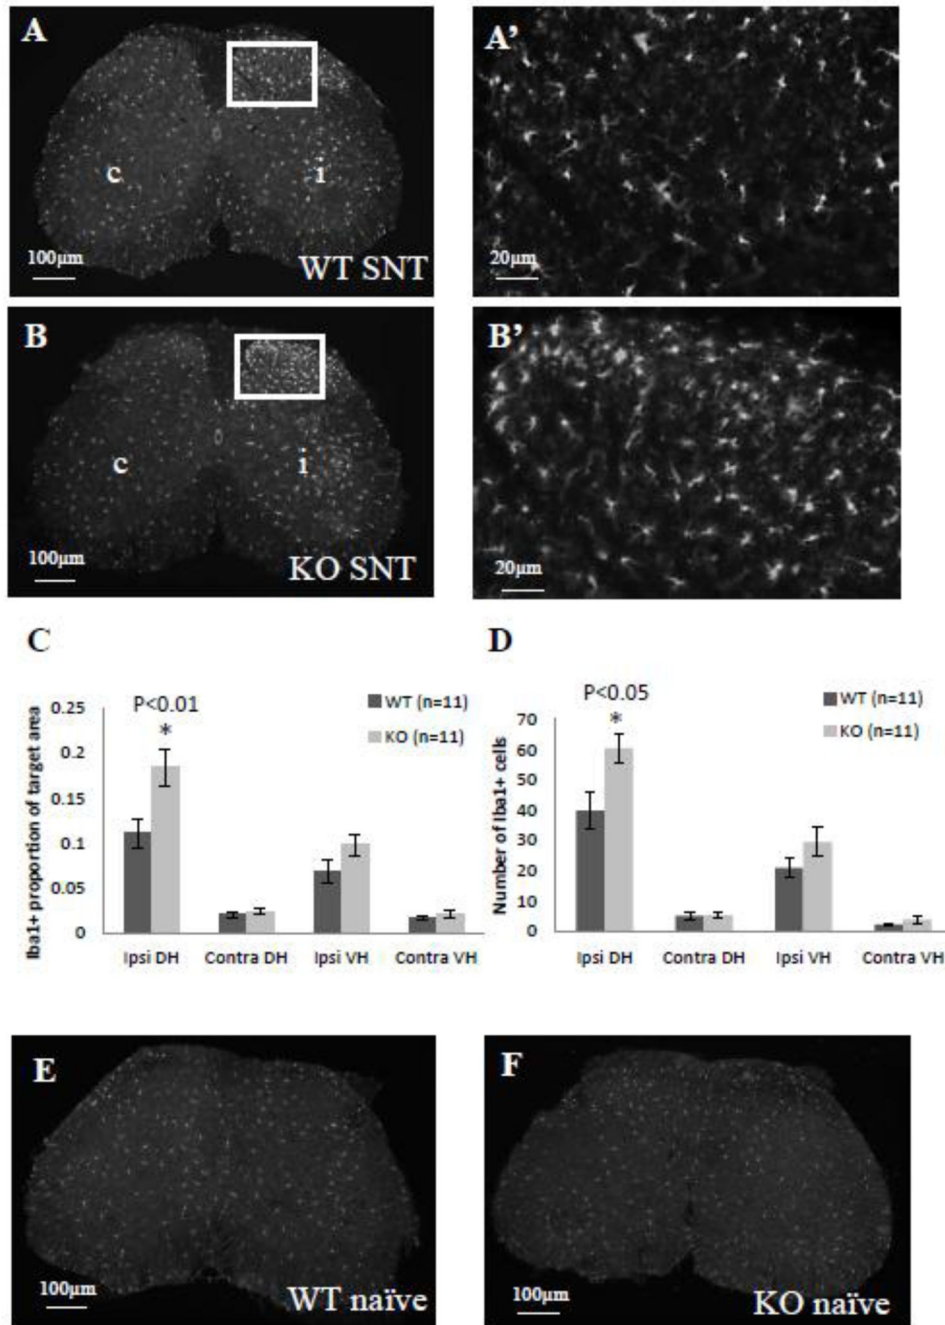 A
c
i
100µm
WT SNT
A’
20µm
B
c
i
100µm
KO SNT
B’
20µm
C
P<0.01
*
WT (n=11)
KO (n=11)
Iba1+ proportion of target area
0.25
0.2
0.15
0.1
0.05
0
Ipsi DH
Contra DH
Ipsi VH
Contra VH
D
P<0.05
*
WT (n=11)
KO (n=11)
Number of Iba1+ cells
70
60
50
40
30
20
10
0
Ipsi DH
Contra DH
Ipsi VH
Contra VH
E
100µm
WT naïve
F
100µm
KO naïve